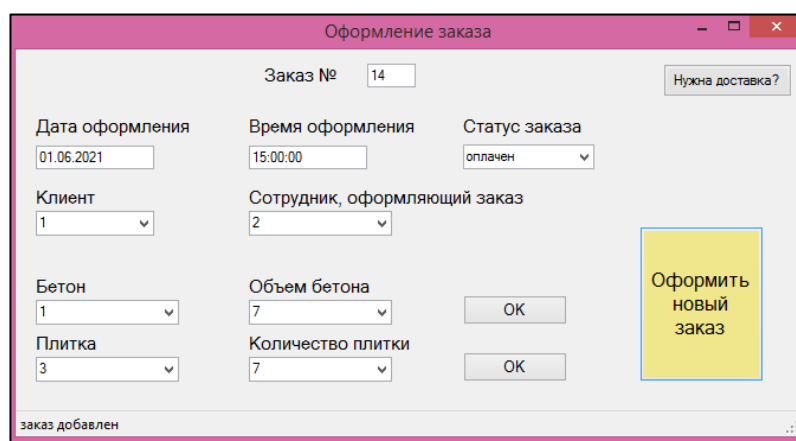 Оформление заказа
Заказ № 14
Нужна доставка?
Дата оформления Время оформления Статус заказа
01.06.2021 15:00:00 оплачен
Клиент Сотрудник, оформляющий заказ
1 2
Бетон Объем бетона
1 7 OK
Плитка Количество плитки
3 7 OK
Оформить
новый
заказ
заказ добавлен